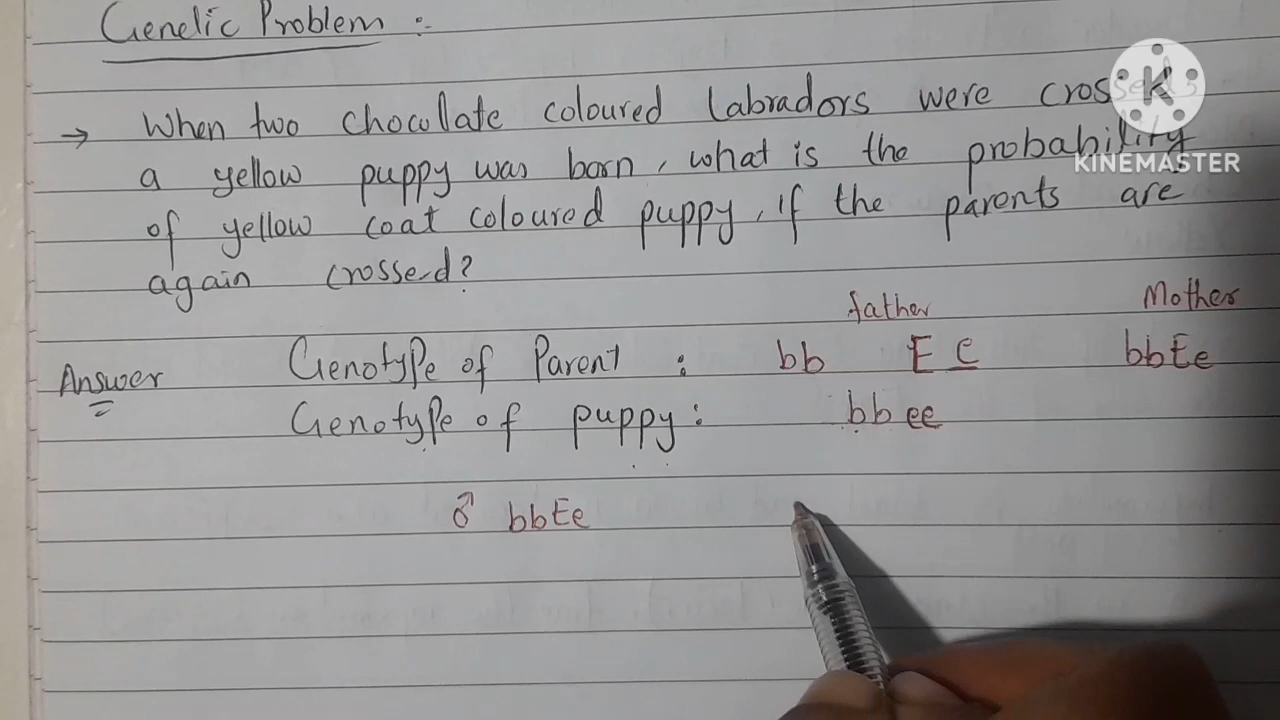 Genetic Problem :-
→ When two chocolate coloured Labradors were crossed
a yellow puppy was born, what is the probability
KINEMASTER
of yellow coat coloured puppy, if the parents are
again crossed?
father Mother
Answer Genotype of Parent : bb Ee bbEe
Genotype of puppy: bbee
♂ bbEe